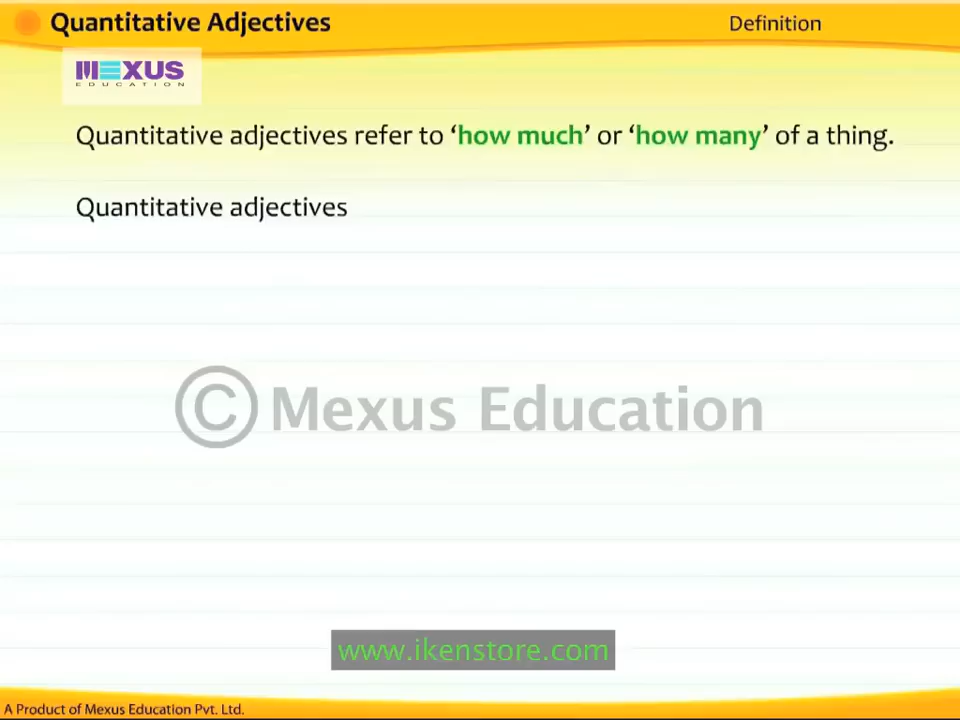 Quantitative Adjectives
Definition
MEXUS
EDUCATION
Quantitative adjectives refer to ‘how much’ or ‘how many’ of a thing.
Quantitative adjectives
© Mexus Education
www.ikenstore.com
A Product of Mexus Education Pvt. Ltd.